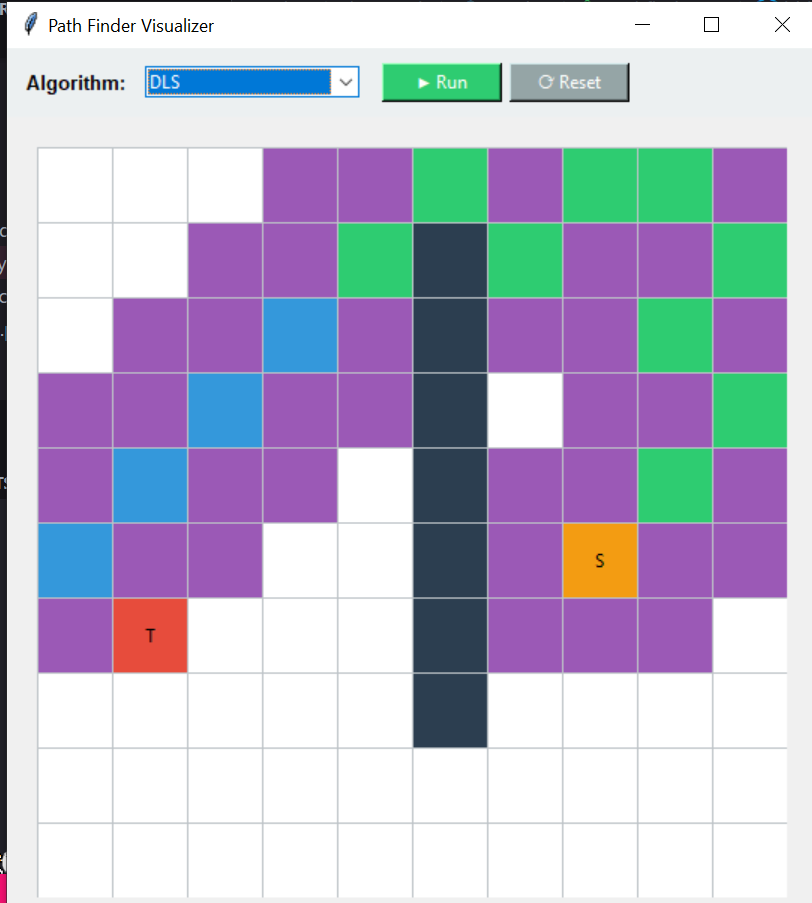 Path Finder Visualizer
Algorithm: DLS ► Run ⟳ Reset
S
T